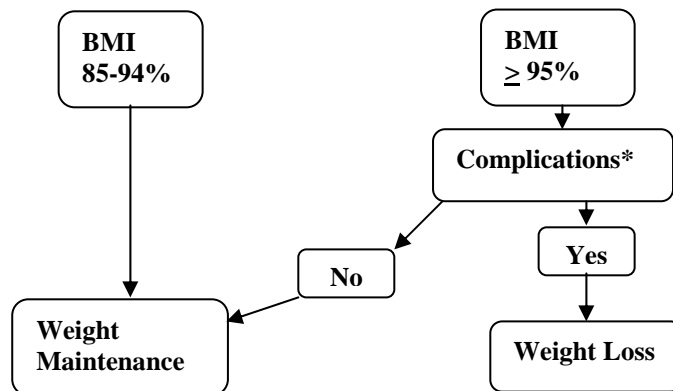 BMI
85-94%
BMI
≥ 95%
Complications*
No
Yes
Weight
Maintenance
Weight Loss